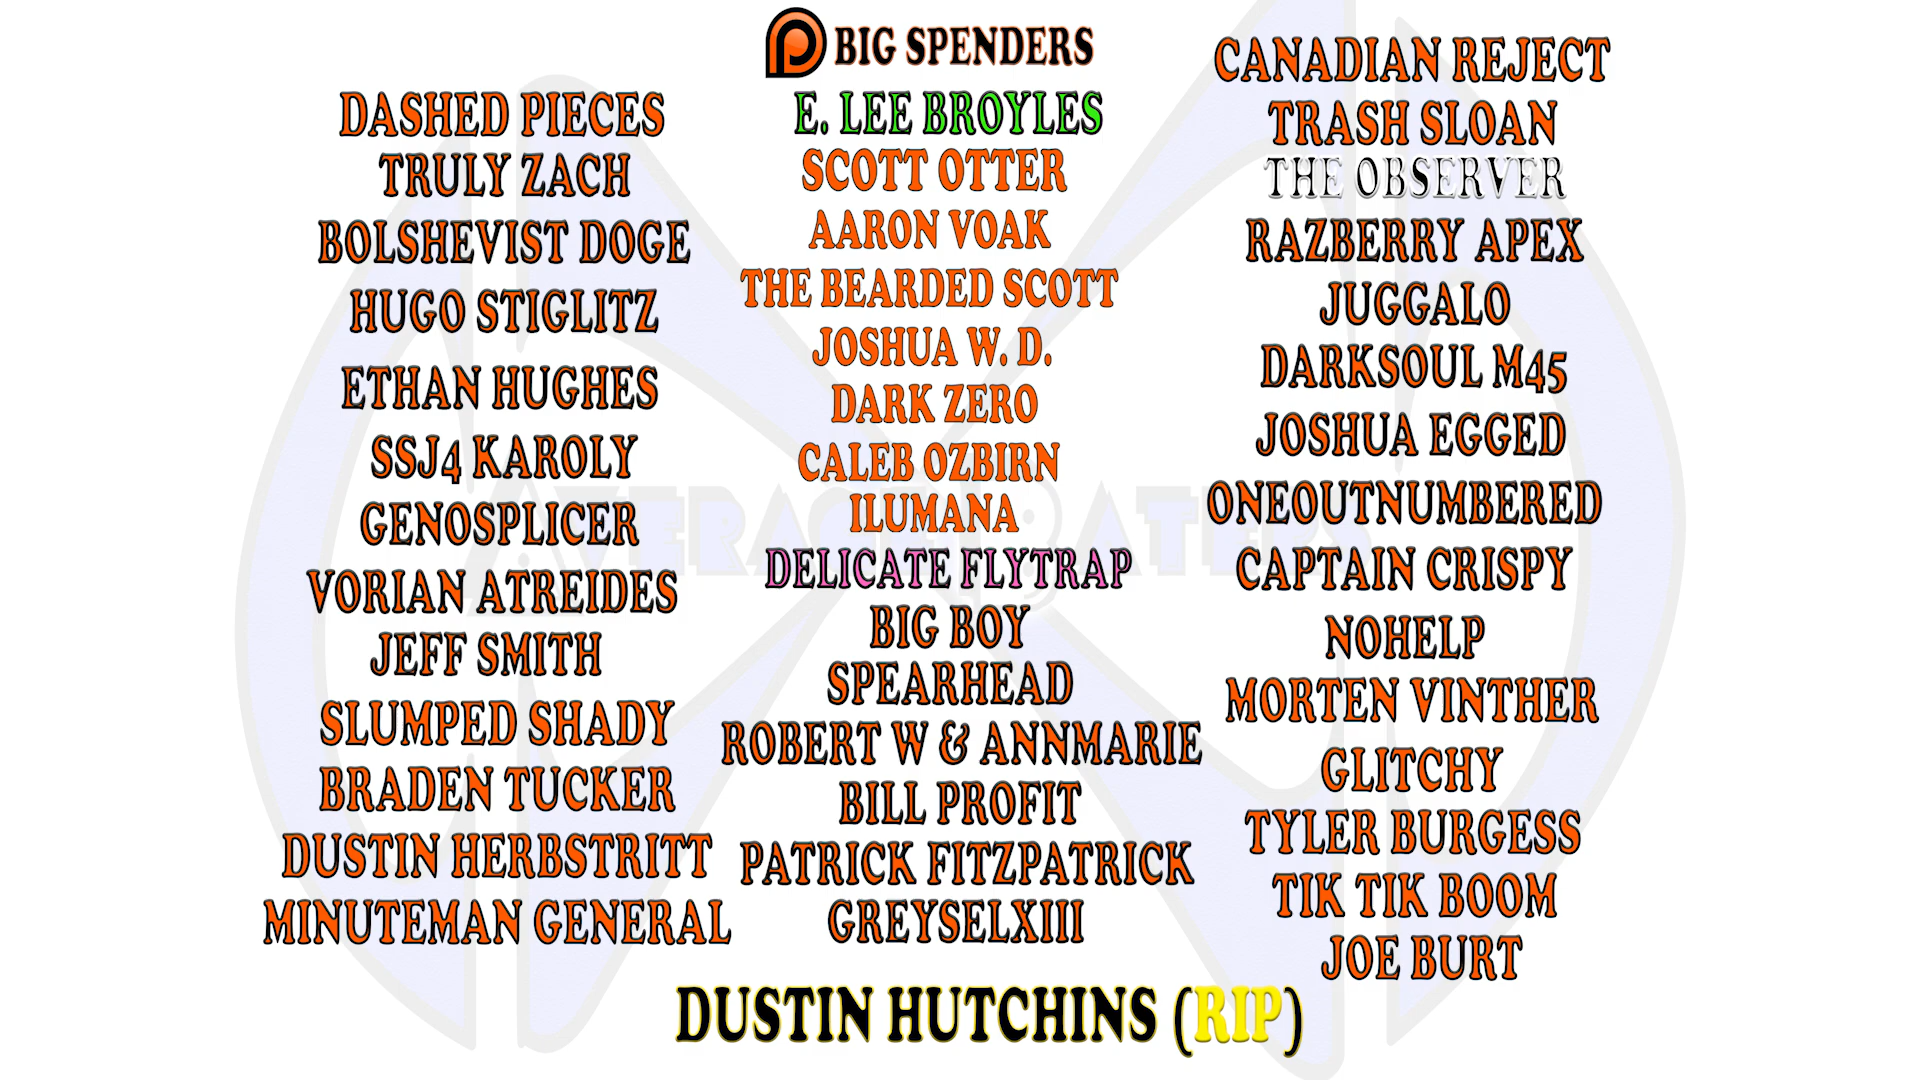 BIG SPENDERS
DASHED PIECES
TRULY ZACH
BOLSHEVIST DOGE
HUGO STIGLITZ
ETHAN HUGHES
SSJ4 KAROLY
GENOSPLICER
VORIAN ATREIDES
JEFF SMITH
SLUMPED SHADY
BRADEN TUCKER
DUSTIN HERBSTRITT
MINUTEMAN GENERAL
E. LEE BROYLES
SCOTT OTTER
AARON VOAK
THE BEARDED SCOTT
JOSHUA W. D.
DARK ZERO
CALEB OZBIRN
ILUMANA
DELICATE FLYTRAP
BIG BOY
SPEARHEAD
ROBERT W & ANNMARIE
BILL PROFIT
PATRICK FITZPATRICK
GREYSELXIII
CANADIAN REJECT
TRASH SLOAN
THE OBSERVER
RAZBERRY APEX
JUGGALO
DARKSOUL M45
JOSHUA EGGED
ONEOUTNUMBERED
CAPTAIN CRISPY
NOHELP
MORTEN VINTHER
GLITCHY
TYLER BURGESS
TIK TIK BOOM
JOE BURT
DUSTIN HUTCHINS (RIP)